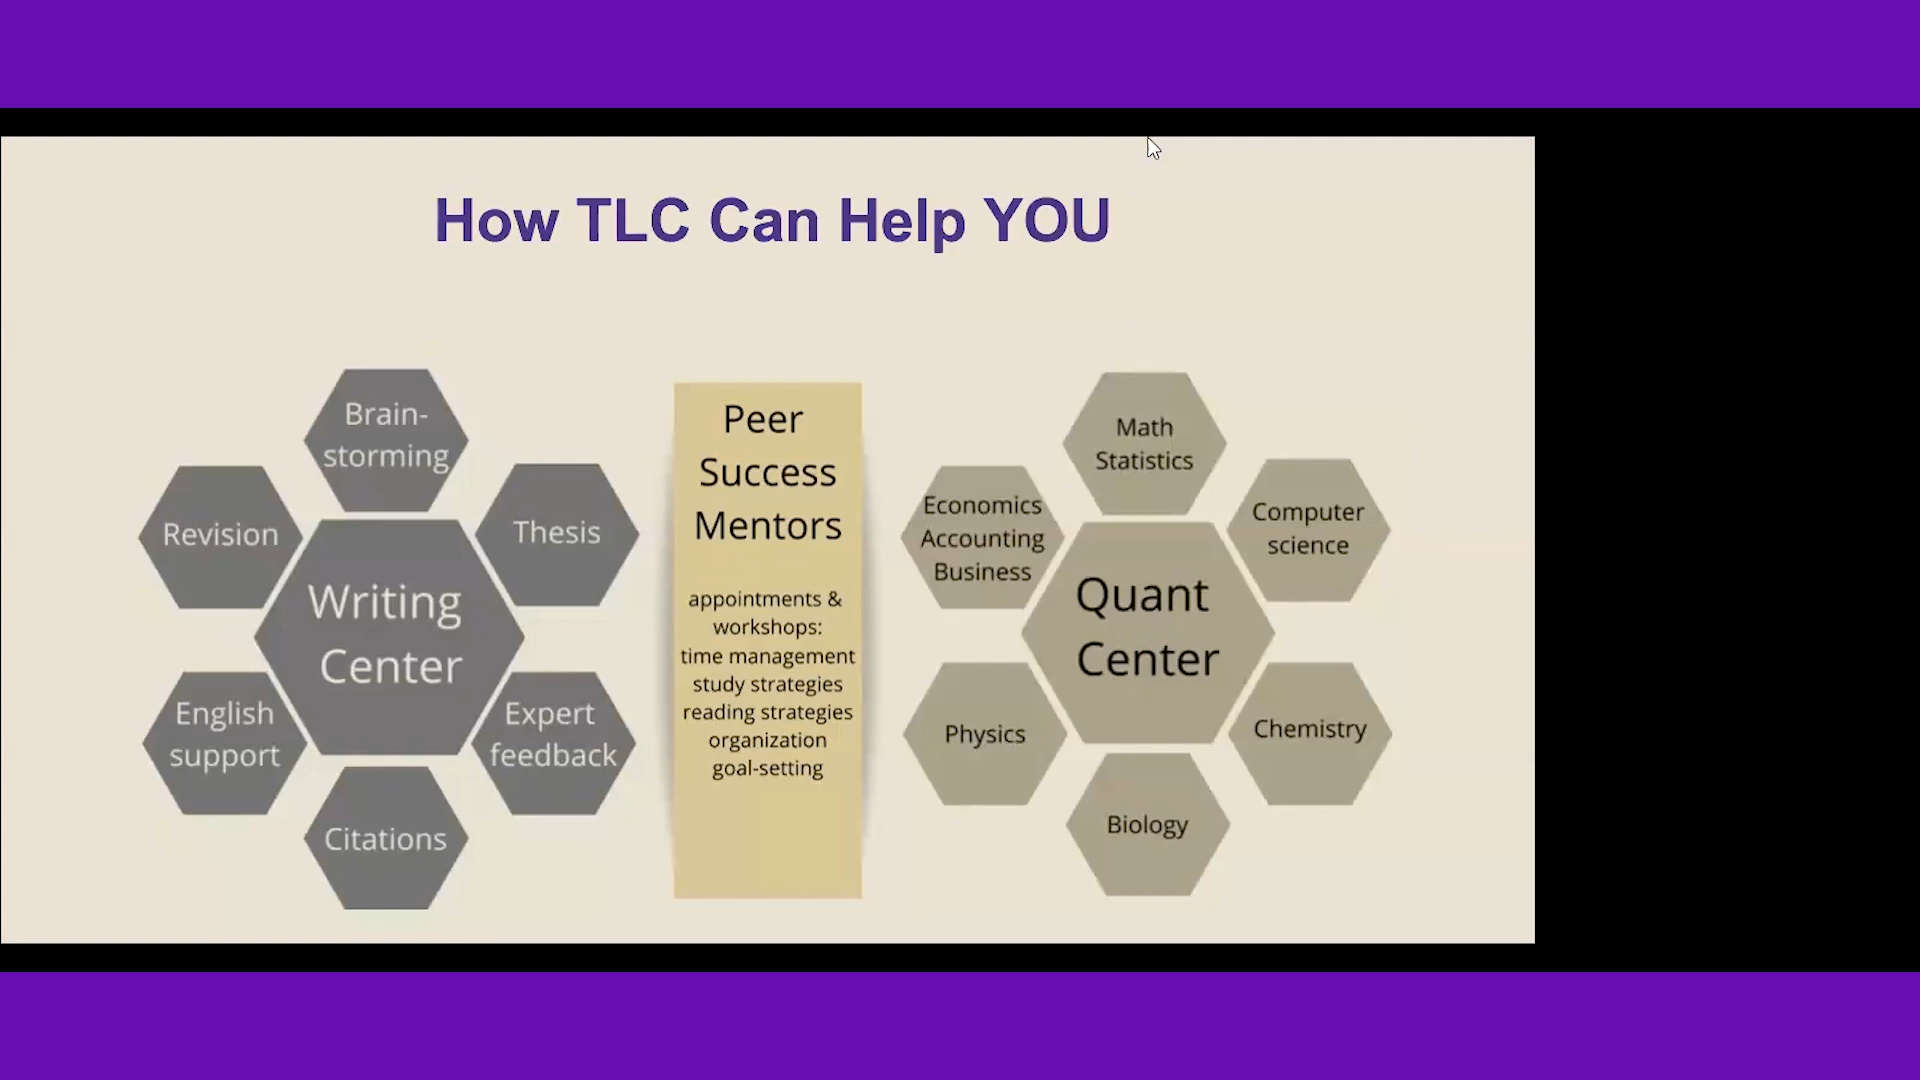 How TLC Can Help YOU
Brain-
storming
Revision
Thesis
Writing
Center
English
support
Expert
feedback
Citations
Peer
Success
Mentors
appointments &
workshops:
time management
study strategies
reading strategies
organization
goal-setting
Math
Statistics
Economics
Accounting
Business
Computer
science
Quant
Center
Physics
Chemistry
Biology